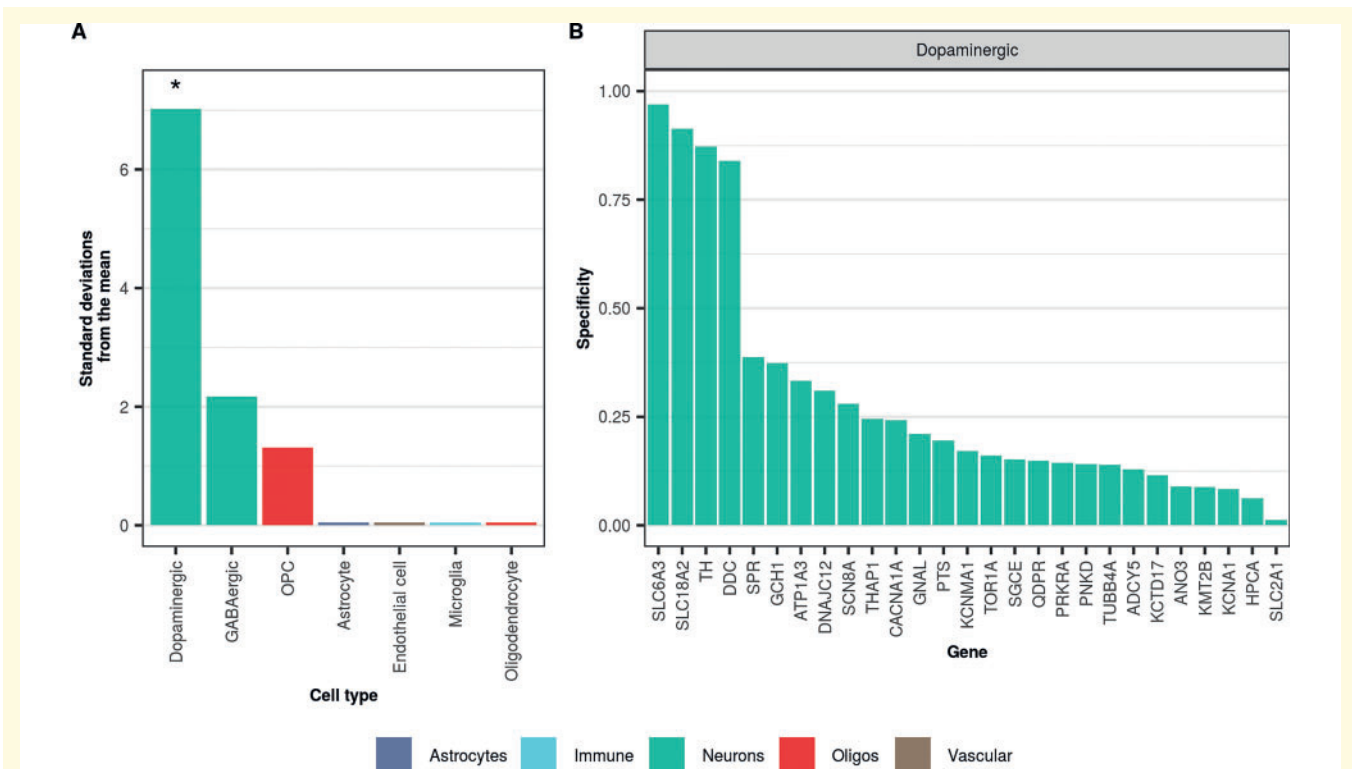 A
*
Standard deviations
from the mean
6
4
2
0
Dopaminergic
GABAergic
OPC
Astrocyte
Endothelial cell
Microglia
Oligodendrocyte
Cell type
B
Dopaminergic
Specificity
1.00
0.75
0.50
0.25
0.00
SLC6A3
SLC18A2
TH
DDC
SPR
GCH1
ATP1A3
DNAJC12
SCN8A
THAP1
CACNA1A
GNAL
PTS
KCNMA1
TOR1A
SGCE
QDPR
PRKRA
PNKD
TUBB4A
ADCY5
KCTD17
ANO3
KMT2B
KCNA1
HPCA
SLC2A1
Gene
Astrocytes
Immune
Neurons
Oligos
Vascular